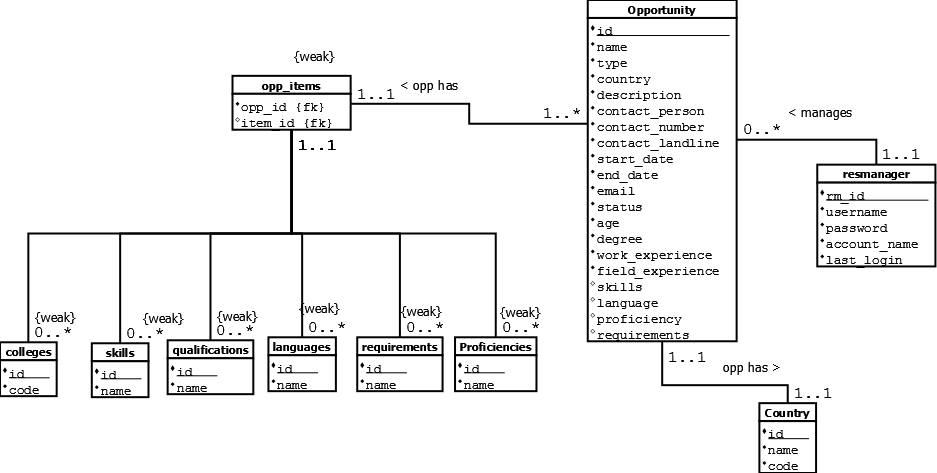 Opportunity
id
name
type
country
description
contact_person
contact_number
contact_landline
start_date
end_date
email
status
age
degree
work_experience
field_experience
skills
language
proficiency
requirements
{weak}
opp_items
opp_id {fk}
item_id {fk}
1..1
< opp has
1..*
1..1
< manages
0..*
1..1
resmanager
rm_id
username
password
account_name
last_login
{weak}
0..*
colleges
id
code
{weak}
0..*
skills
id
name
{weak}
0..*
qualifications
id
name
{weak}
0..*
languages
id
name
{weak}
0..*
requirements
id
name
{weak}
0..*
Proficiencies
id
name
1..1
opp has >
1..1
Country
id
name
code